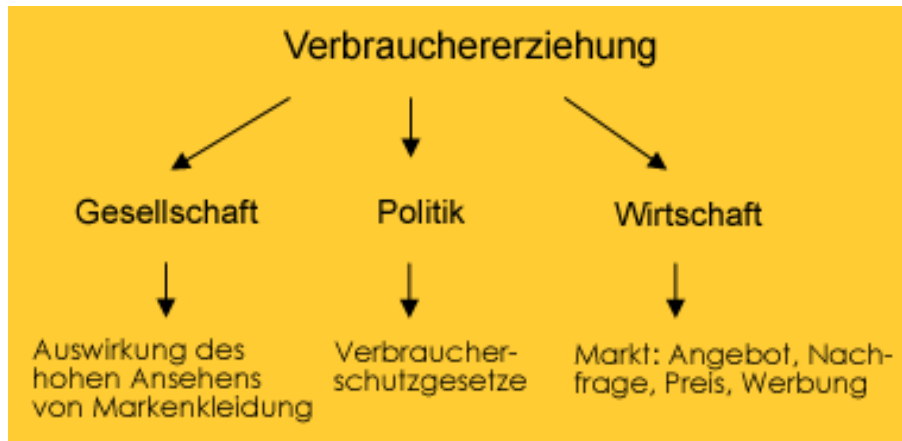 Verbrauchererziehung
Gesellschaft
Politik
Wirtschaft
Auswirkung des
hohen Ansehens
von Markenkleidung
Verbraucher-
schutzgesetze
Markt: Angebot, Nach-
frage, Preis, Werbung